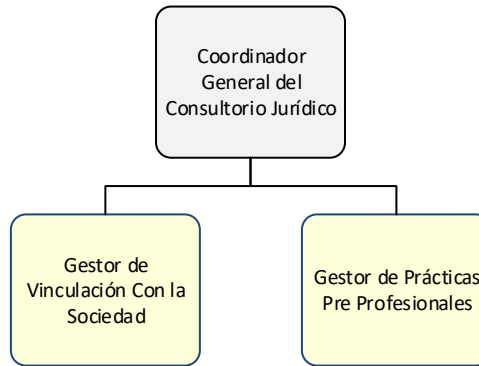 Coordinador
General del
Consultorio Jurídico
Gestor de
Vinculación Con la
Sociedad
Gestor de Prácticas
Pre Profesionales